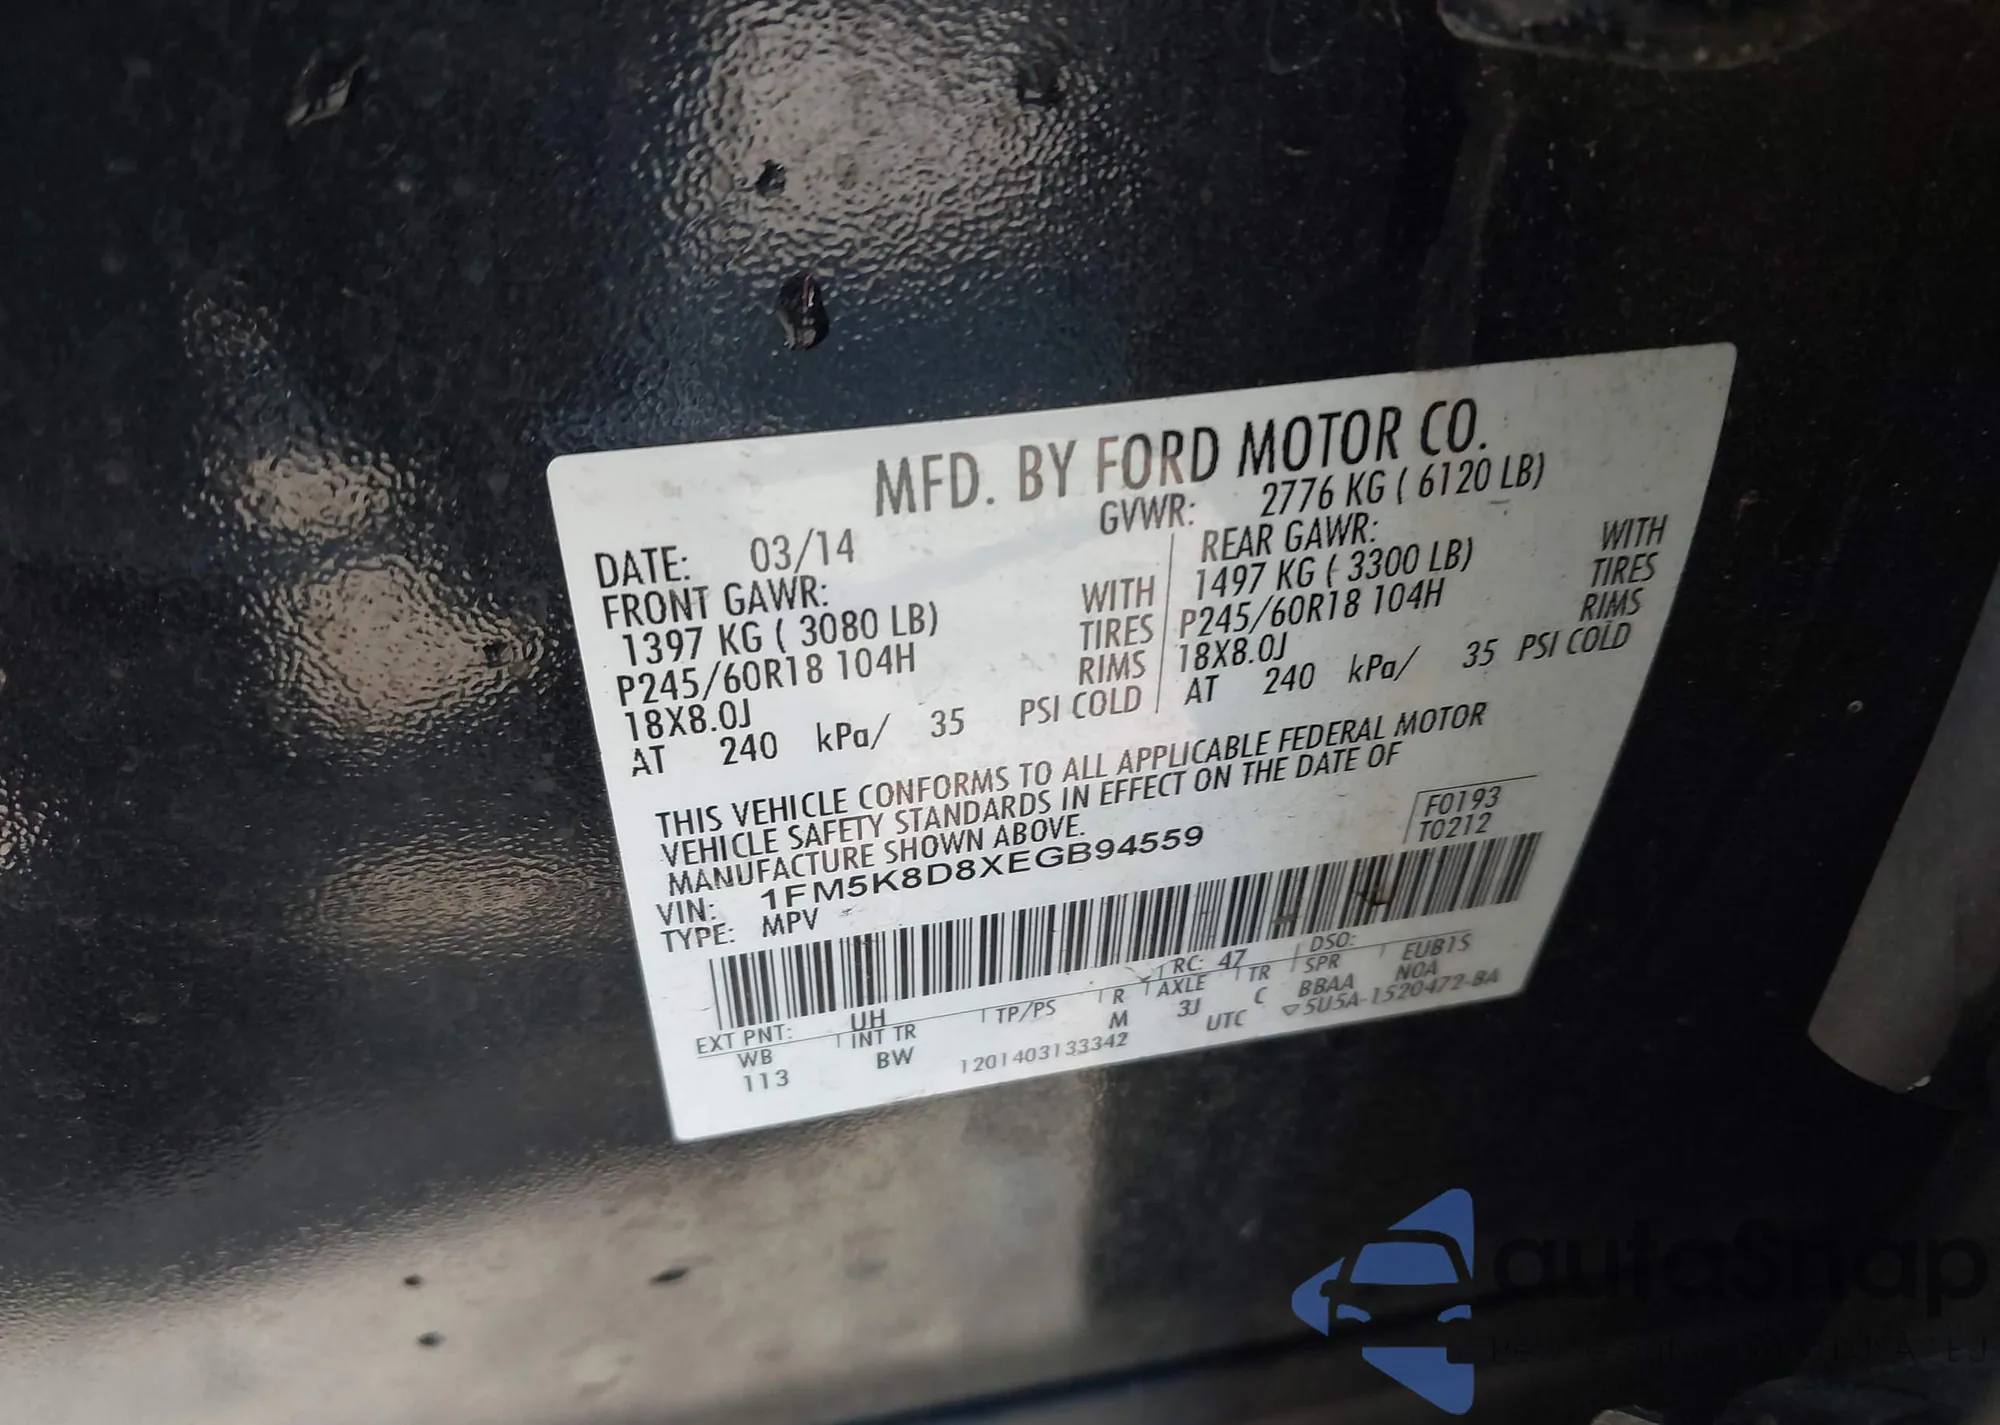 MFD. BY FORD MOTOR CO.
DATE: 03/14 GVWR: 2776 KG ( 6120 LB)
FRONT GAWR: REAR GAWR:
1397 KG ( 3080 LB) WITH 1497 KG ( 3300 LB) WITH
P245/60R18 104H TIRES P245/60R18 104H TIRES
18X8.0J RIMS 18X8.0J RIMS
AT 240 kPa/ 35 PSI COLD AT 240 kPa/ 35 PSI COLD
THIS VEHICLE CONFORMS TO ALL APPLICABLE FEDERAL MOTOR
VEHICLE SAFETY STANDARDS IN EFFECT ON THE DATE OF
MANUFACTURE SHOWN ABOVE.
F0193
T0212
VIN: 1FM5K8D8XEGB94559
TYPE: MPV
EXT PNT: UH RC: 47 DSO:
WB INT TR TP/PS R AXLE TR SPR EUB1S
113 BW M 3J C BBAA NOA
1201403133342 UTC ▽5U5A-1520472-BA
autoSnap